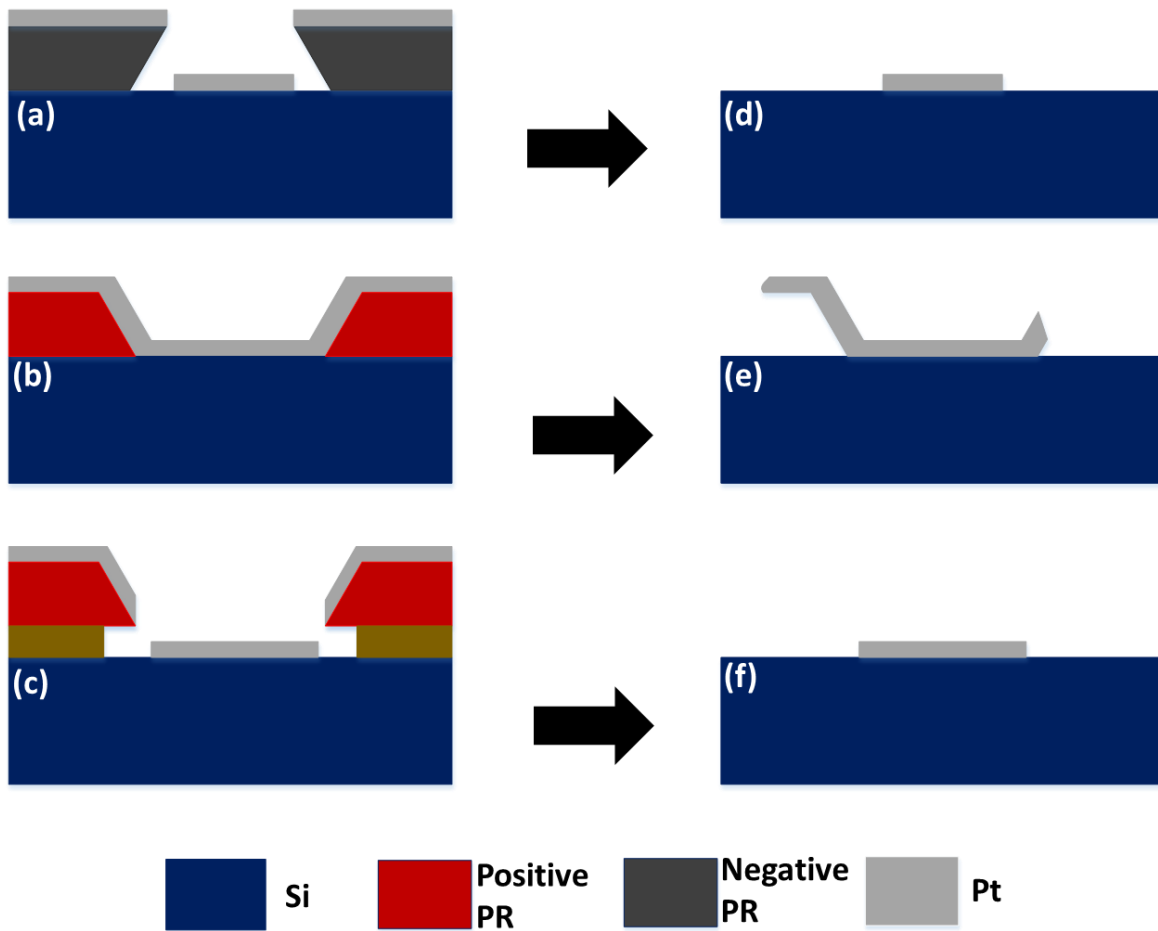 (a)
(d)
(b)
(e)
(c)
(f)
Si
Positive
PR
Negative
PR
Pt